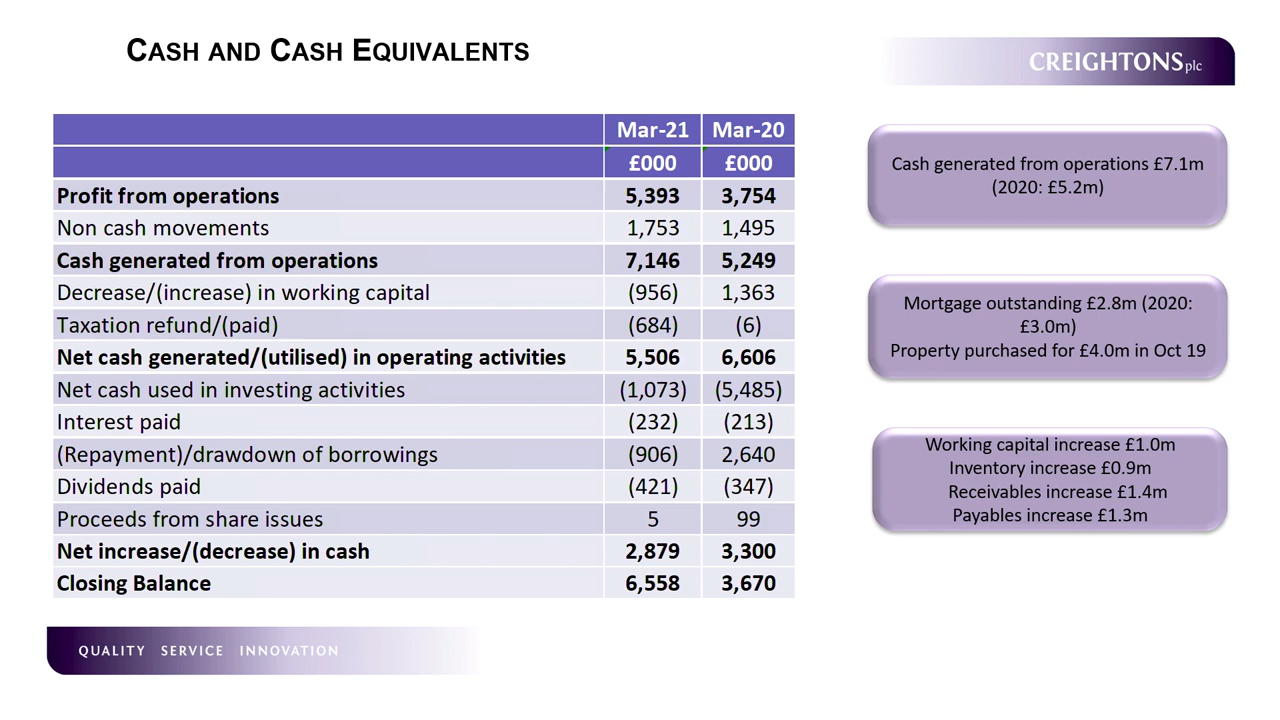 CASH AND CASH EQUIVALENTS
CREIGHTONS plc
Mar-21 Mar-20
£000 £000
Profit from operations 5,393 3,754
Non cash movements 1,753 1,495
Cash generated from operations 7,146 5,249
Decrease/(increase) in working capital (956) 1,363
Taxation refund/(paid) (684) (6)
Net cash generated/(utilised) in operating activities 5,506 6,606
Net cash used in investing activities (1,073) (5,485)
Interest paid (232) (213)
(Repayment)/drawdown of borrowings (906) 2,640
Dividends paid (421) (347)
Proceeds from share issues 5 99
Net increase/(decrease) in cash 2,879 3,300
Closing Balance 6,558 3,670
Cash generated from operations £7.1m
(2020: £5.2m)
Mortgage outstanding £2.8m (2020:
£3.0m)
Property purchased for £4.0m in Oct 19
Working capital increase £1.0m
Inventory increase £0.9m
Receivables increase £1.4m
Payables increase £1.3m
QUALITY SERVICE INNOVATION